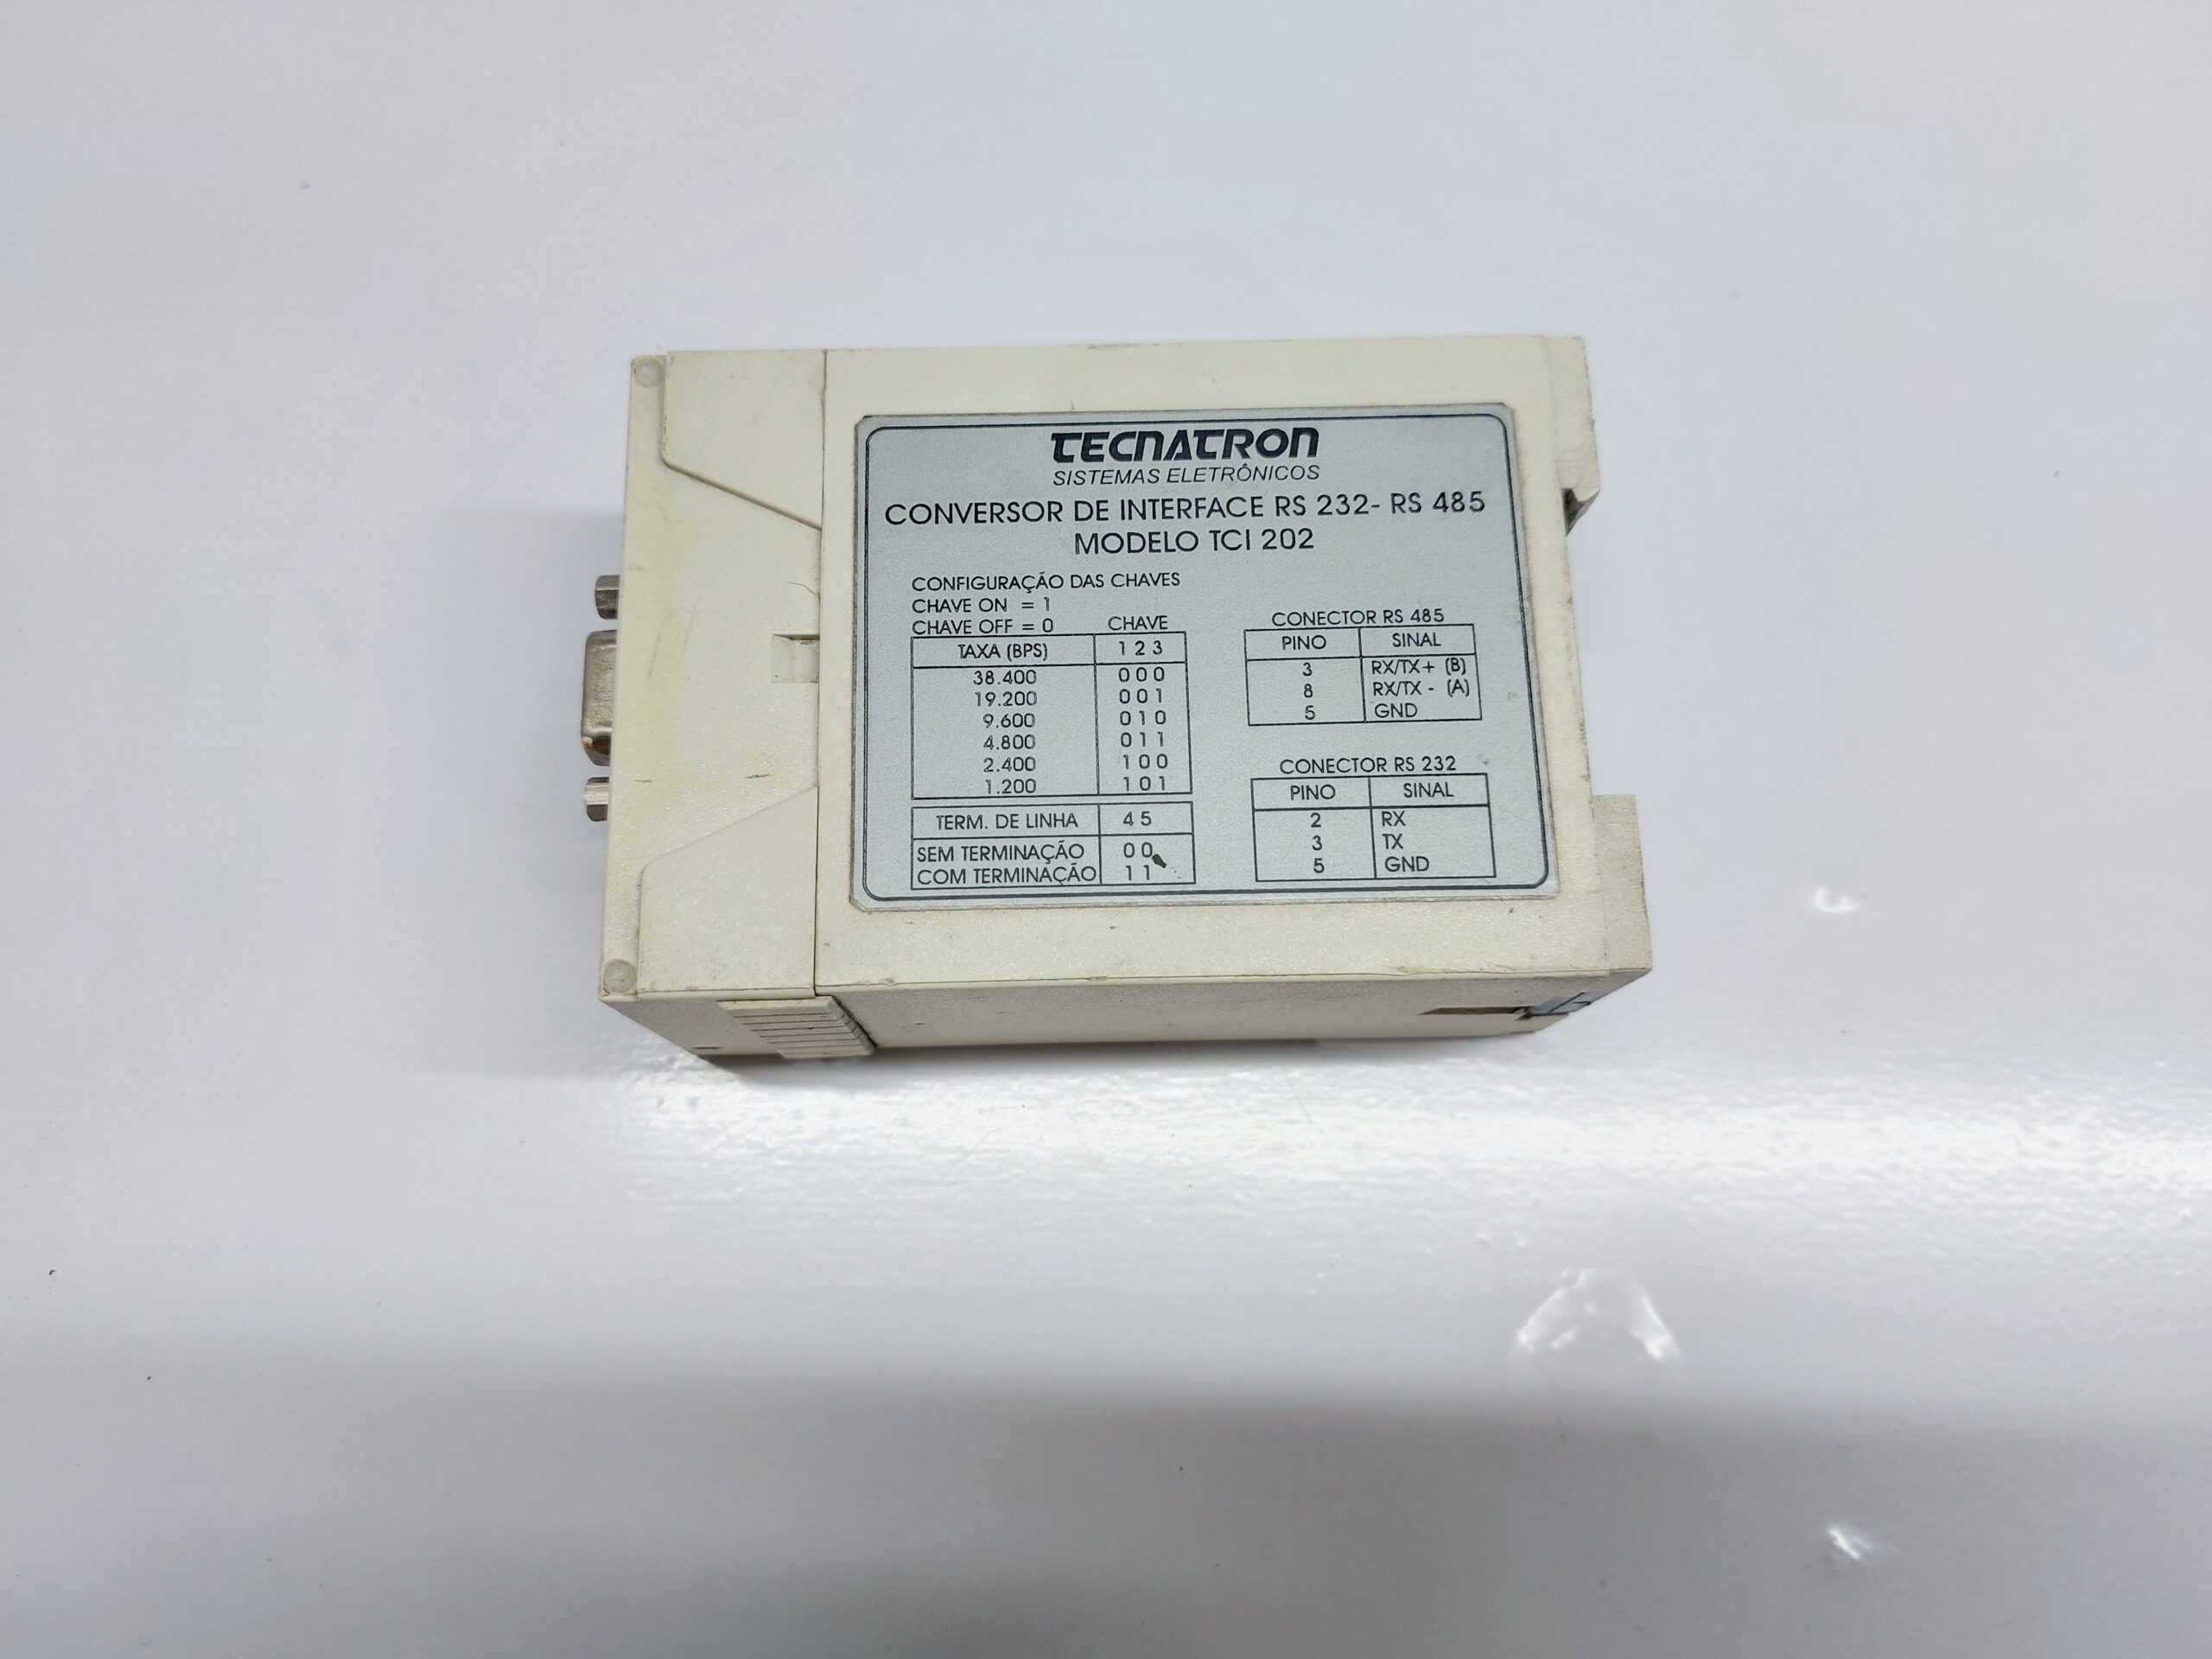 TECNATRON
SISTEMAS ELETRÔNICOS
CONVERSOR DE INTERFACE RS 232- RS 485
MODELO TCI 202
CONFIGURAÇÃO DAS CHAVES
CHAVE ON = 1
CHAVE OFF = 0 CHAVE
TAXA (BPS) 1 2 3
38.400 0 0 0
19.200 0 0 1
9.600 0 1 0
4.800 0 1 1
2.400 1 0 0
1.200 1 0 1
TERM. DE LINHA 4 5
SEM TERMINAÇÃO 0 0
COM TERMINAÇÃO 1 1
CONECTOR RS 485
PINO SINAL
3 RX/TX + (B)
8 RX/TX - (A)
5 GND
CONECTOR RS 232
PINO SINAL
2 RX
3 TX
5 GND